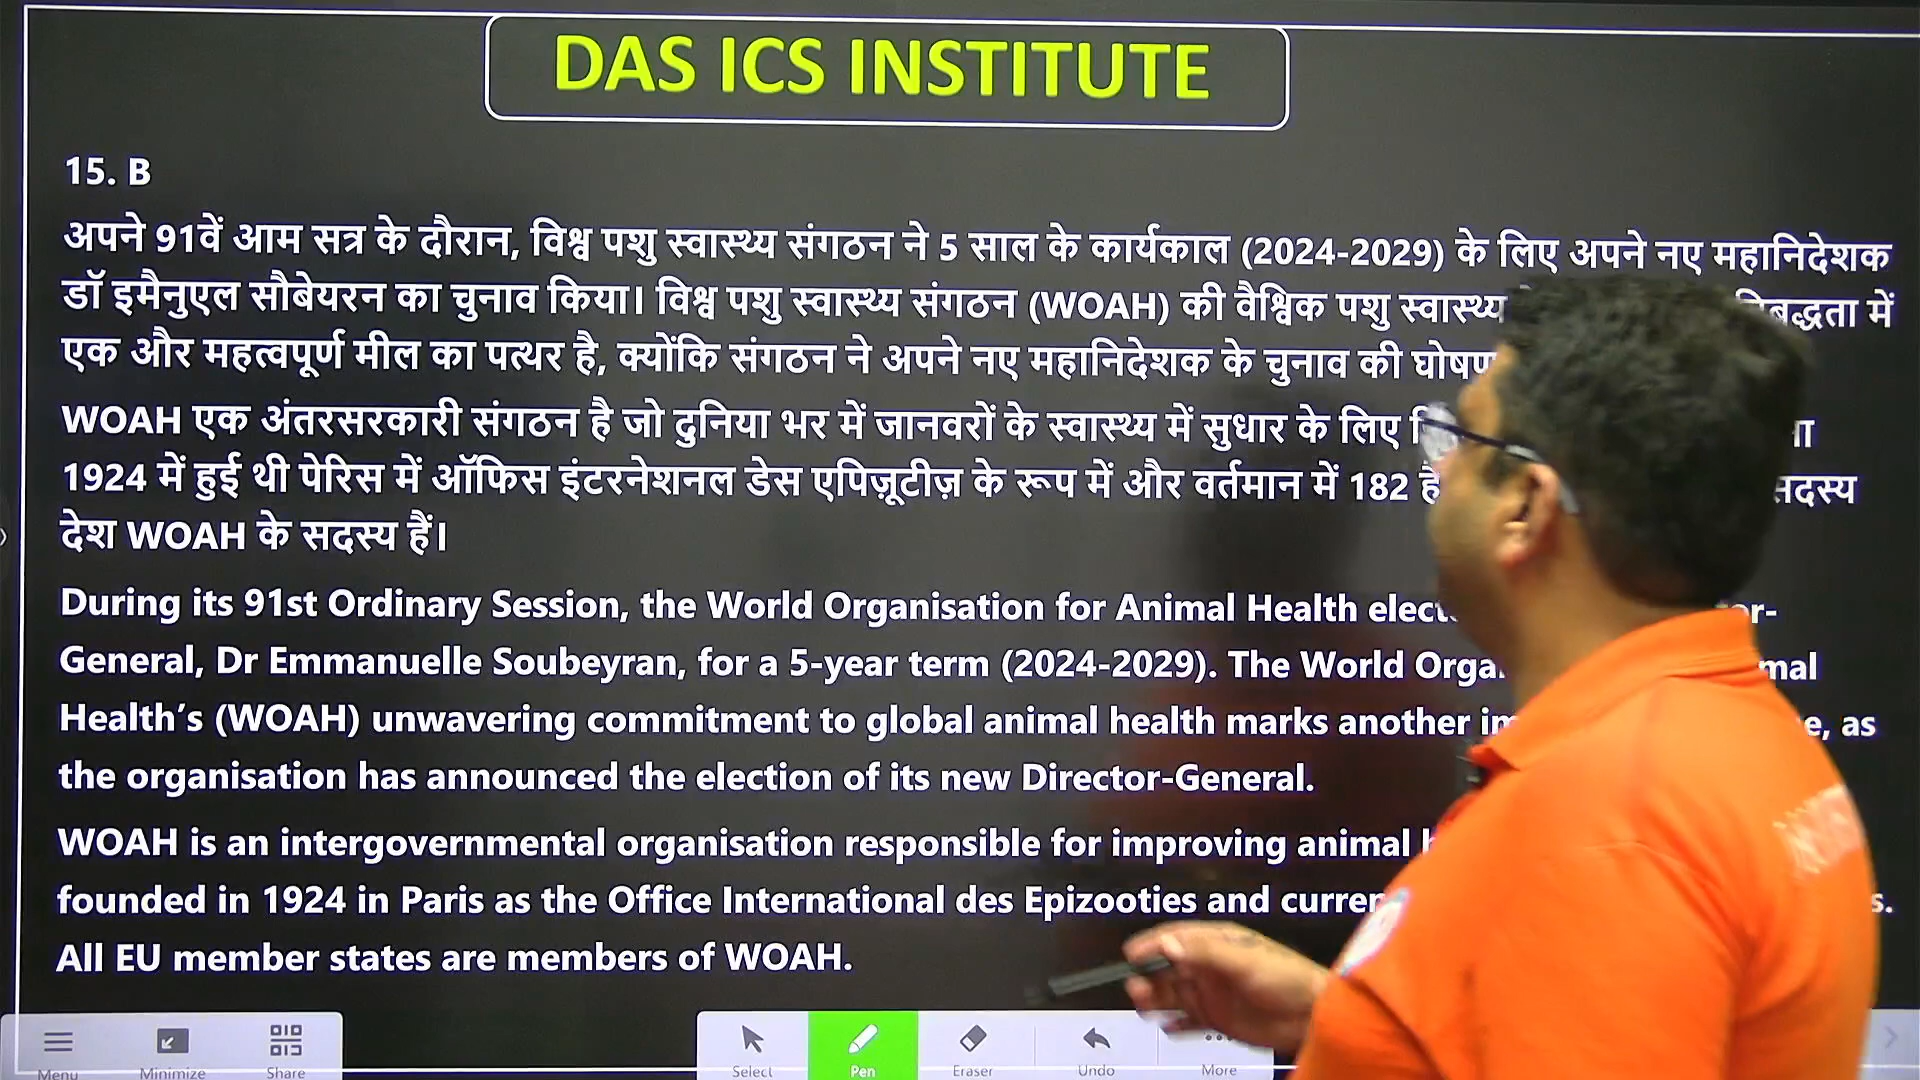 DAS ICS INSTITUTE
15. B
अपने 91वें आम सत्र के दौरान, विश्व पशु स्वास्थ्य संगठन ने 5 साल के कार्यकाल (2024-2029) के लिए अपने नए महानिदेशक
डॉ इमैनुएल सौबेयरन का चुनाव किया। विश्व पशु स्वास्थ्य संगठन (WOAH) की वैश्विक पशु स्वास्थ्य में
एक और महत्वपूर्ण मील का पत्थर है, क्योंकि संगठन ने अपने नए महानिदेशक के चुनाव की
WOAH एक अंतरसरकारी संगठन है जो दुनिया भर में जानवरों के स्वास्थ्य में सुधार के लिए
1924 में हुई थी पेरिस में ऑफिस इंटरनेशनल डेस एपिज़ूटीज़ के रूप में और वर्तमान में 182 सदस्य
देश WOAH के सदस्य हैं।
During its 91st Ordinary Session, the World Organisation for Animal Health
General, Dr Emmanuelle Soubeyran, for a 5-year term (2024-2029). The World
Health’s (WOAH) unwavering commitment to global animal health marks another as
the organisation has announced the election of its new Director-General.
WOAH is an intergovernmental organisation responsible for improving animal
founded in 1924 in Paris as the Office International des Epizooties and
All EU member states are members of WOAH.
Menu Minimize Share Select Pen Eraser Undo More